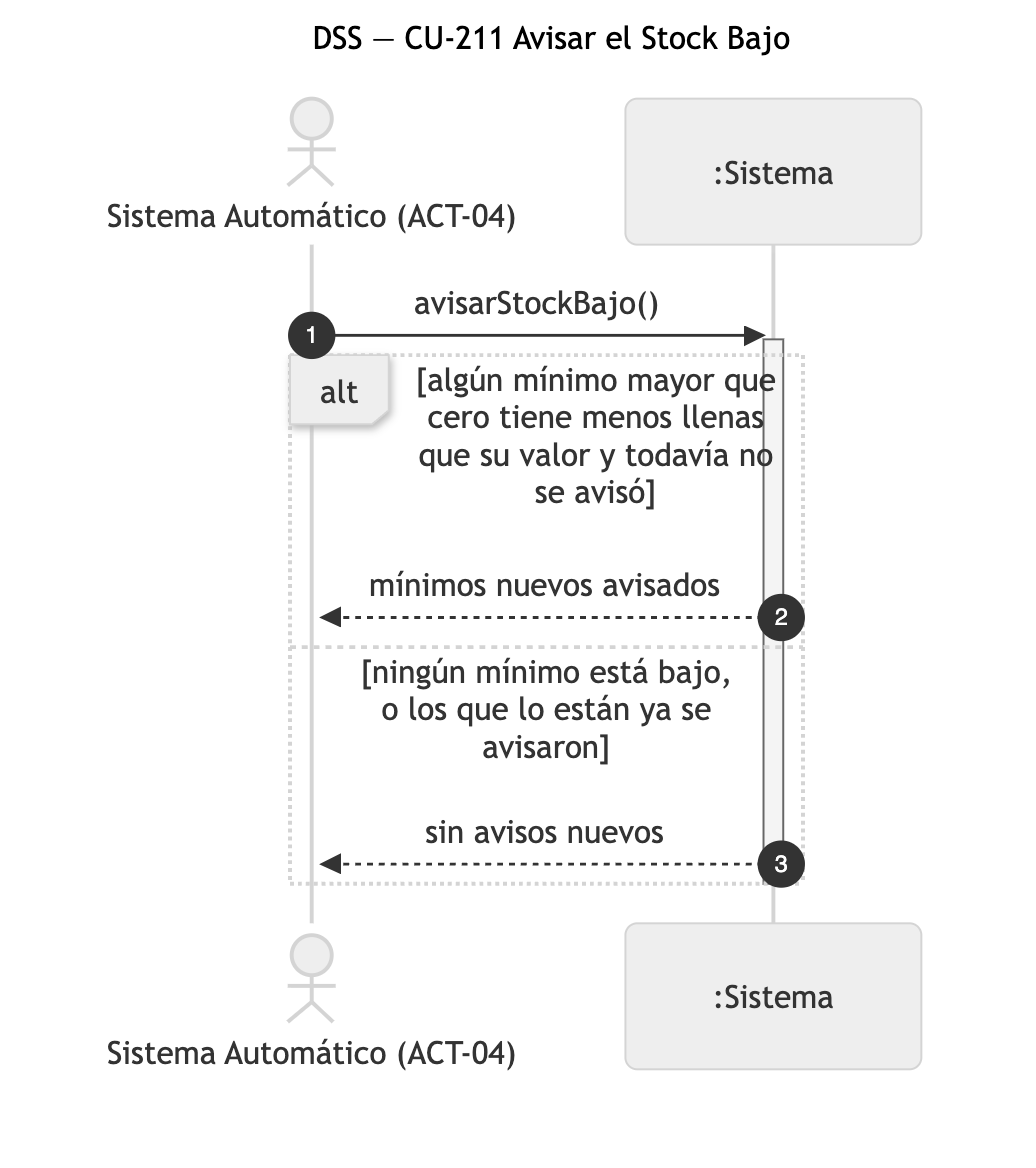 DSS — CU-211 Avisar el Stock Bajo
Sistema Automático (ACT-04)
:Sistema
avisarStockBajo()
1
alt
[algún mínimo mayor que
cero tiene menos llenas
que su valor y todavía no
se avisó]
mínimos nuevos avisados
2
[ningún mínimo está bajo,
o los que lo están ya se
avisaron]
sin avisos nuevos
3
Sistema Automático (ACT-04)
:Sistema